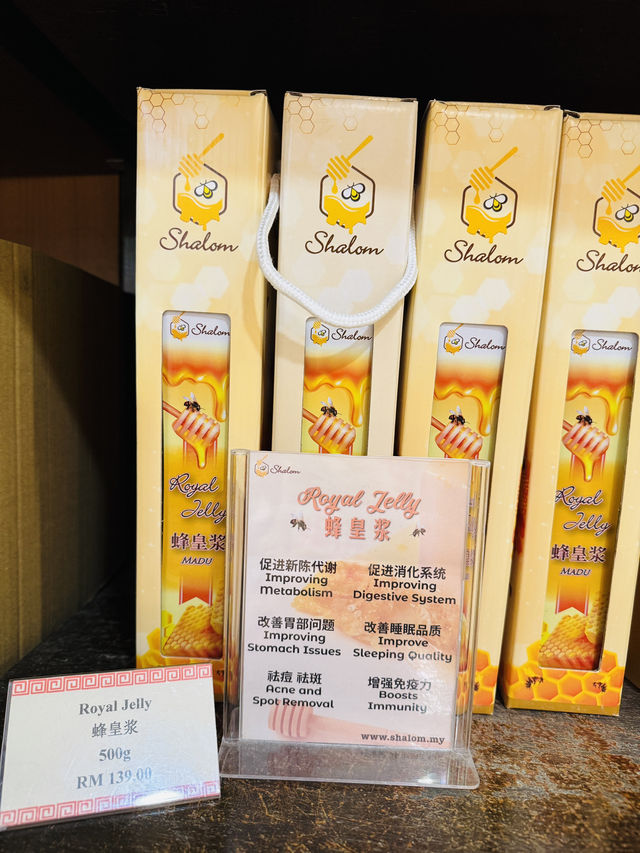 Shalom
Shalom
Shalom
Shalom
Shalom
Royal
Jelly
蜂皇浆
MADU
Shalom
Shalom
Shalom
Royal
Jelly
蜂皇浆
MADU
Shalom
Royal Jelly
蜂皇浆
促进新陈代谢
Improving
Metabolism
促进消化系统
Improving
Digestive System
改善胃部问题
Improving
Stomach Issues
改善睡眠品质
Improve
Sleeping Quality
祛痘 祛斑
Acne and
Spot Removal
增强免疫力
Boosts
Immunity
www.shalom.my
Royal Jelly
蜂皇浆
500g
RM 139.00